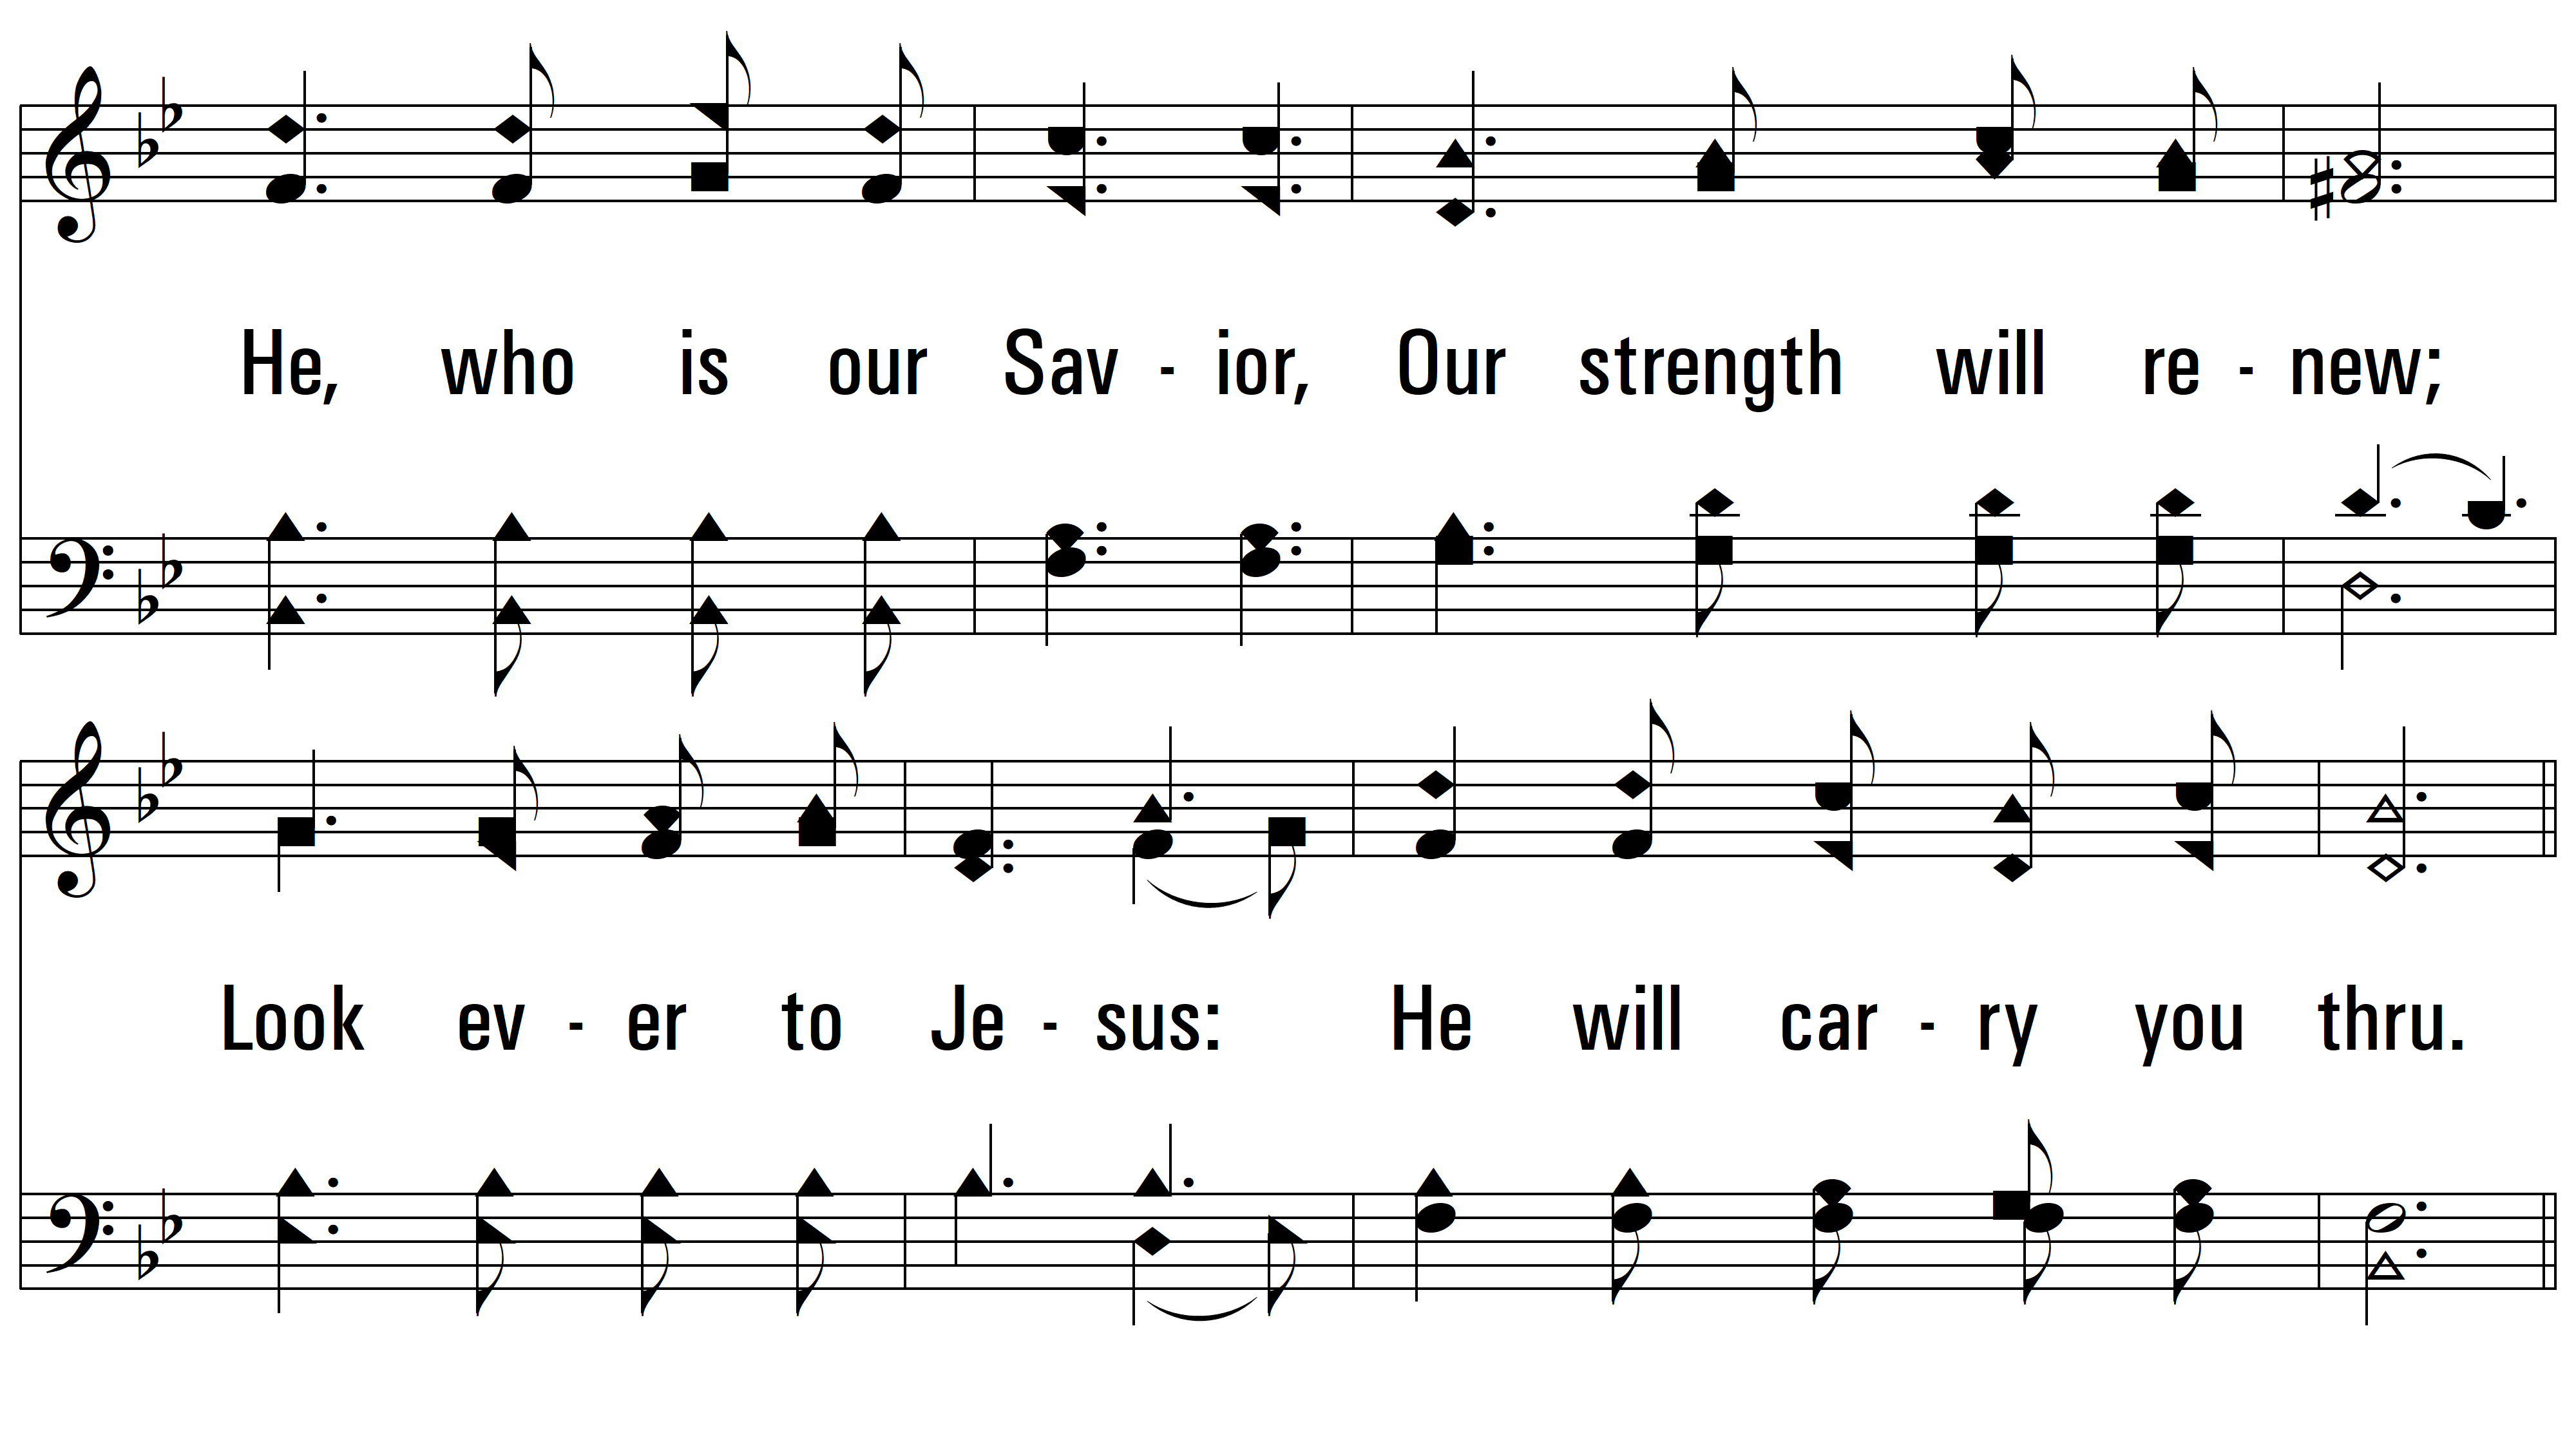 He, who is our Sav - ior, Our strength will re - new;
Look ev - er to Je - sus: He will car - ry you thru.